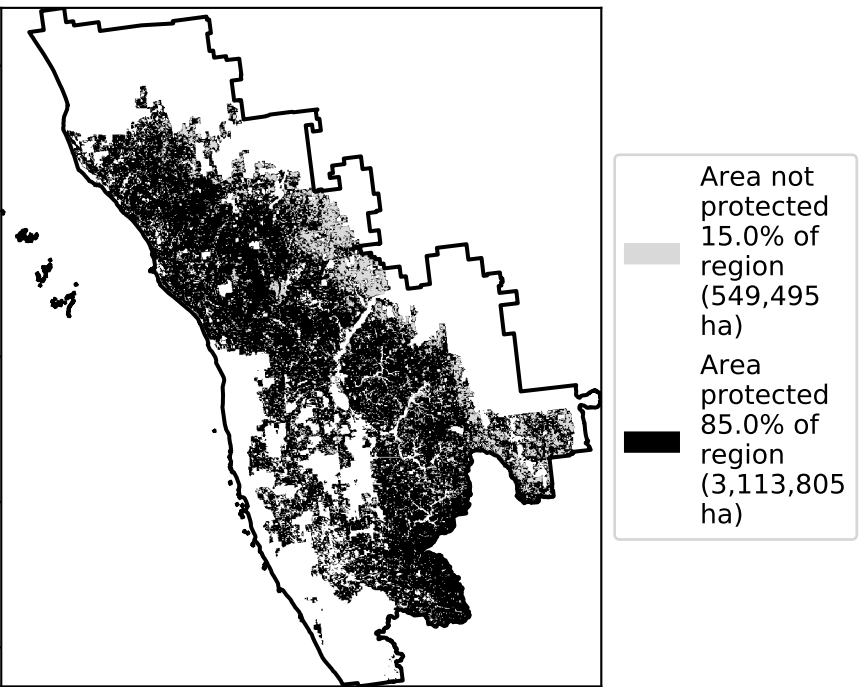 Area not
protected
15.0% of
region
(549,495
ha)
Area
protected
85.0% of
region
(3,113,805
ha)